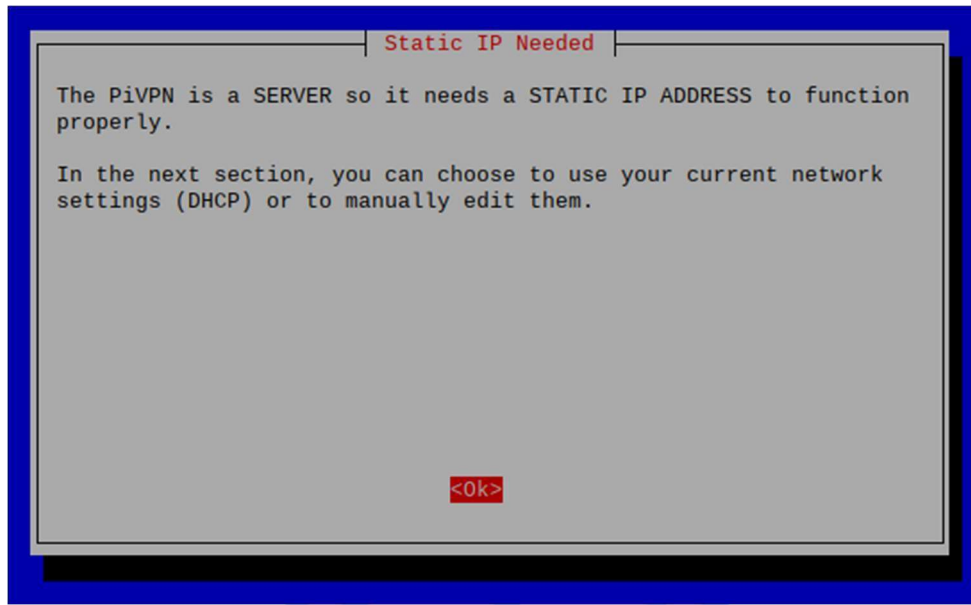 Static IP Needed
The PiVPN is a SERVER so it needs a STATIC IP ADDRESS to function
properly.
In the next section, you can choose to use your current network
settings (DHCP) or to manually edit them.
<Ok>